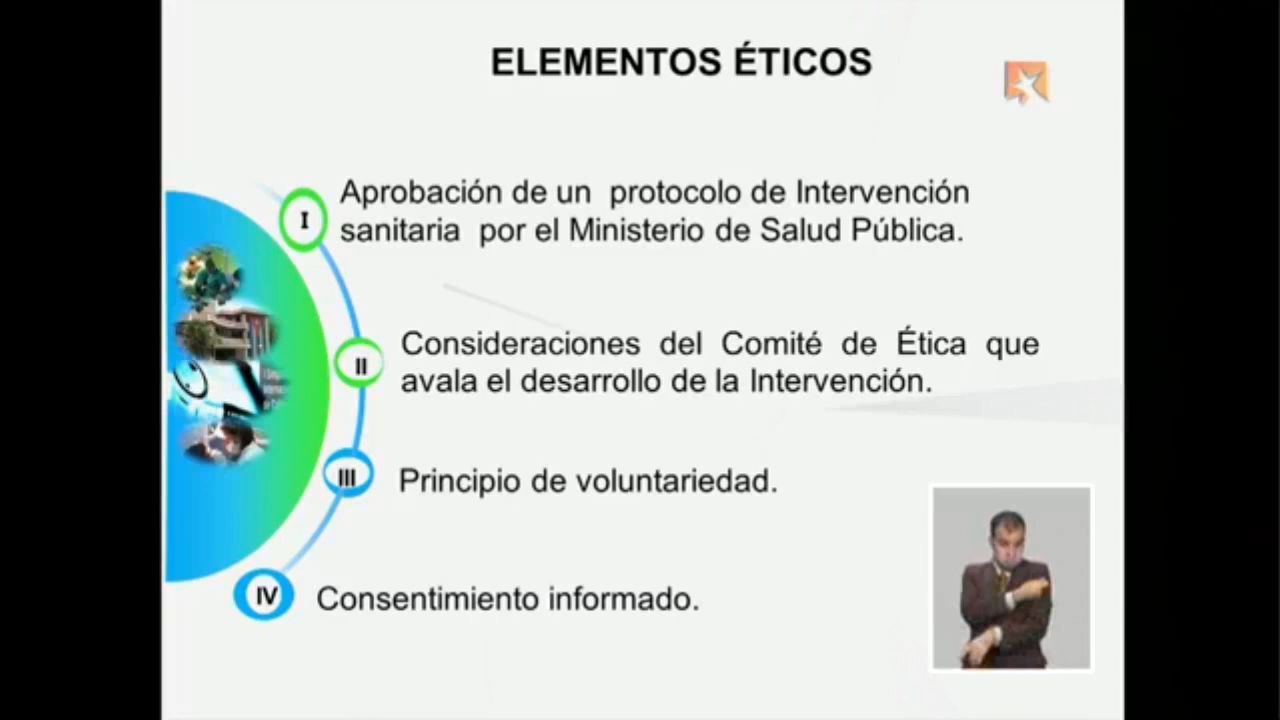 ELEMENTOS ÉTICOS
I
Aprobación de un protocolo de Intervención
sanitaria por el Ministerio de Salud Pública.
II
Consideraciones del Comité de Ética que
avala el desarrollo de la Intervención.
III
Principio de voluntariedad.
IV
Consentimiento informado.